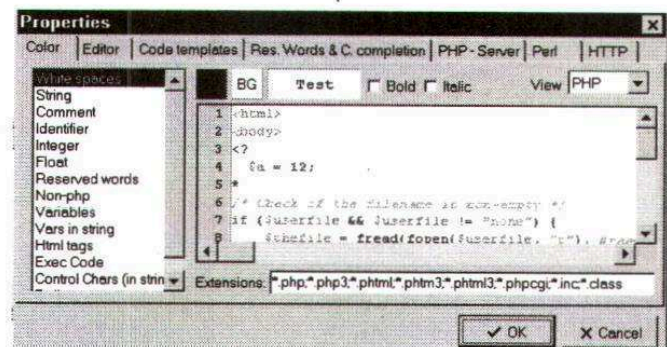 Properties
Color Editor Code templates Res. Words & C. completion PHP - Server Perl HTTP
White spaces
String
Comment
Identifier
Integer
Float
Reserved words
Non-php
Variables
Vars in string
Html tags
Exec Code
Control Chars (in strin
BG Test Bold Italic View PHP
1 <html>
2 <body>
3 <?
4 $a = 12;
5 *
6 /* Check if the filename is non-empty */
7 if ($userfile && $userfile != "none") {
8 $thefile = fread(fopen($userfile, "r"),
Extensions: *.php;*.php3;*.phtml;*.phtm3;*.phtml3;*.phpcgi;*.inc;*.class
OK Cancel